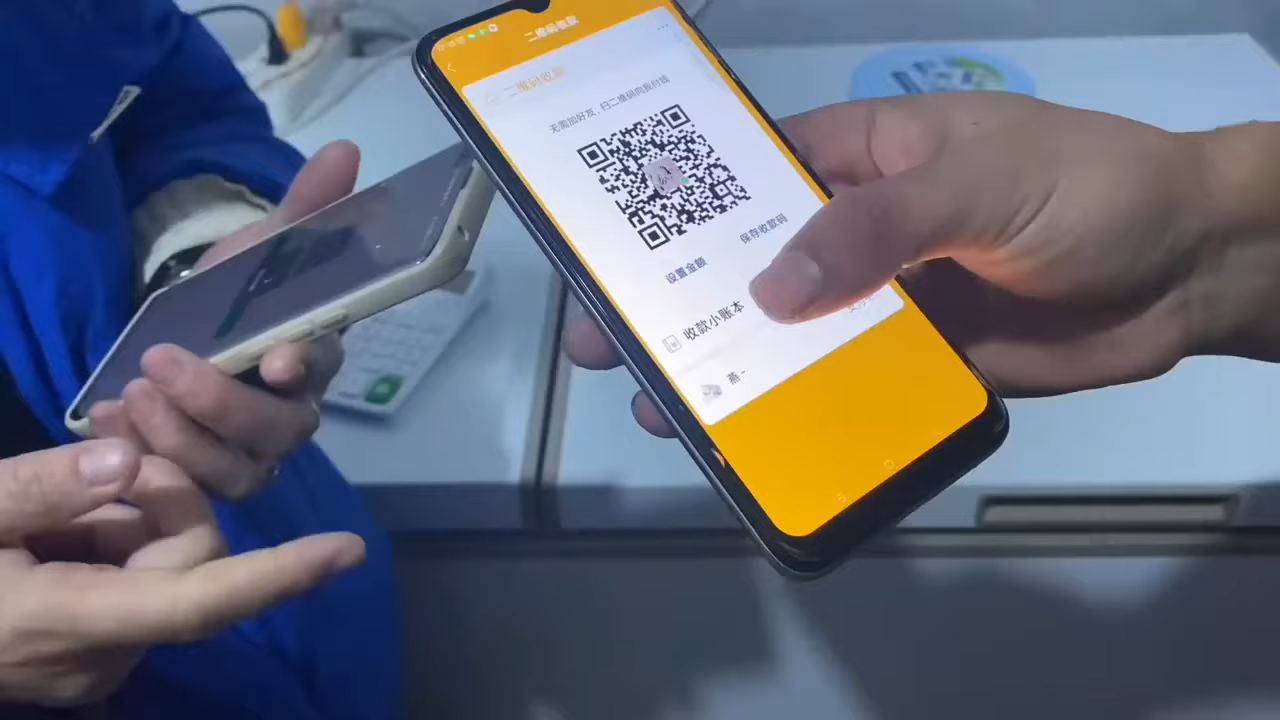 二维码收款
二维码收款
无需加好友，扫二维码向我付钱
设置金额
保存收款码
收款小账本
燕~